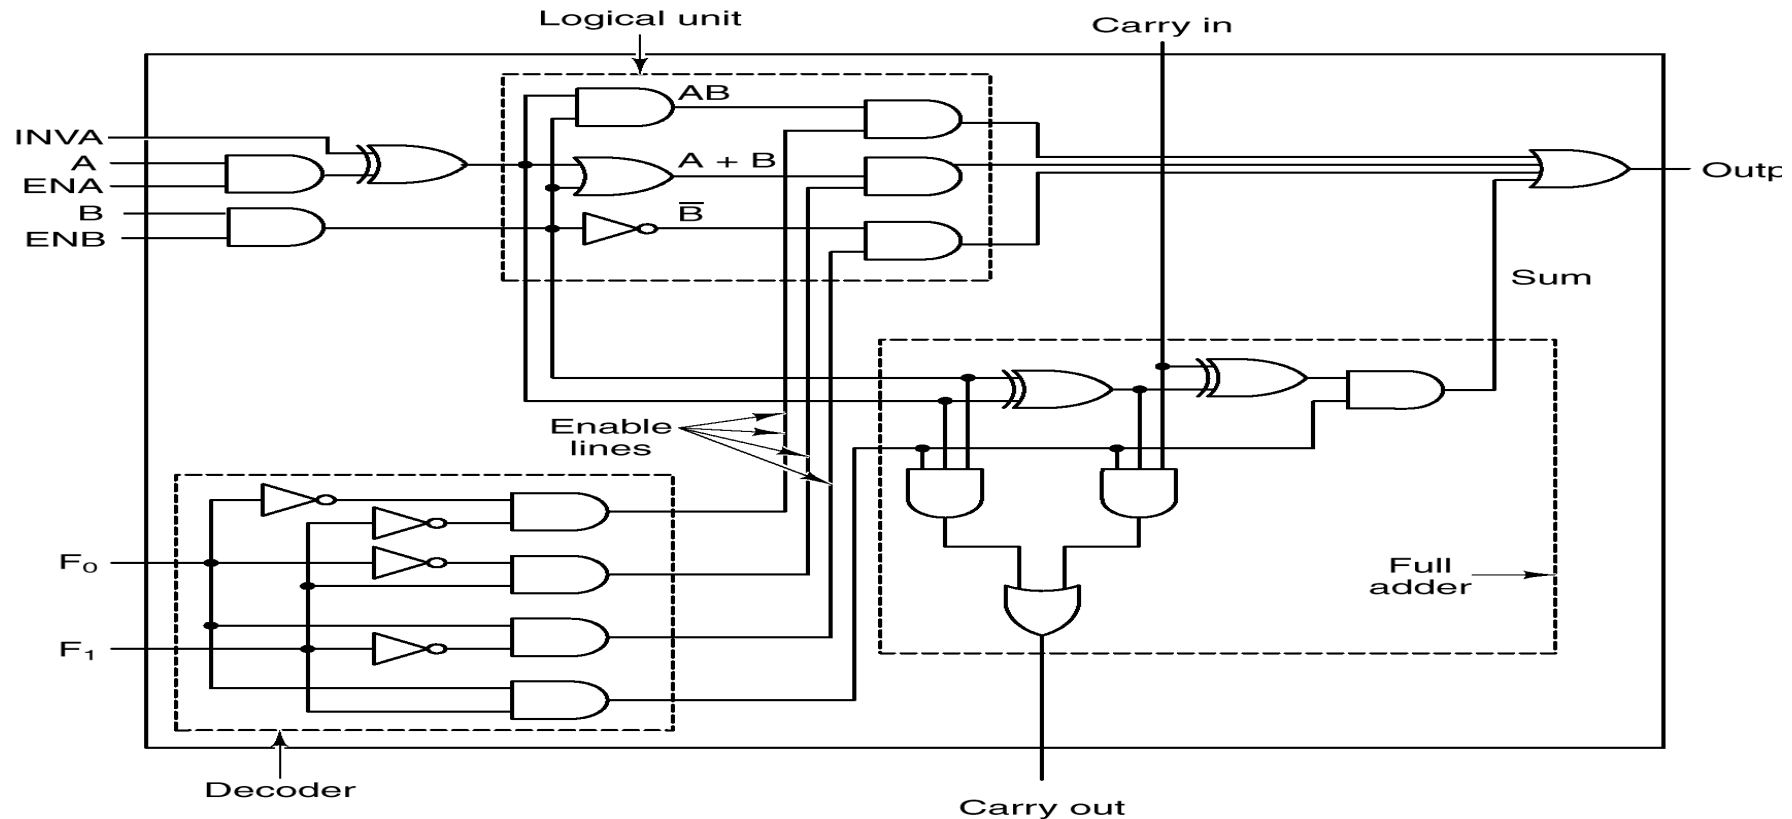 Logical unit
Carry in
INVA
A
ENA
B
ENB
AB
A + B
B̅
Outp
Sum
Enable
lines
F₀
F₁
Full
adder
Decoder
Carry out